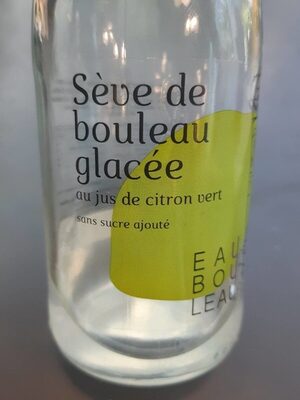 Sève de
bouleau
glacée
au jus de citron vert
sans sucre ajouté
EAU
BOU
LEAU